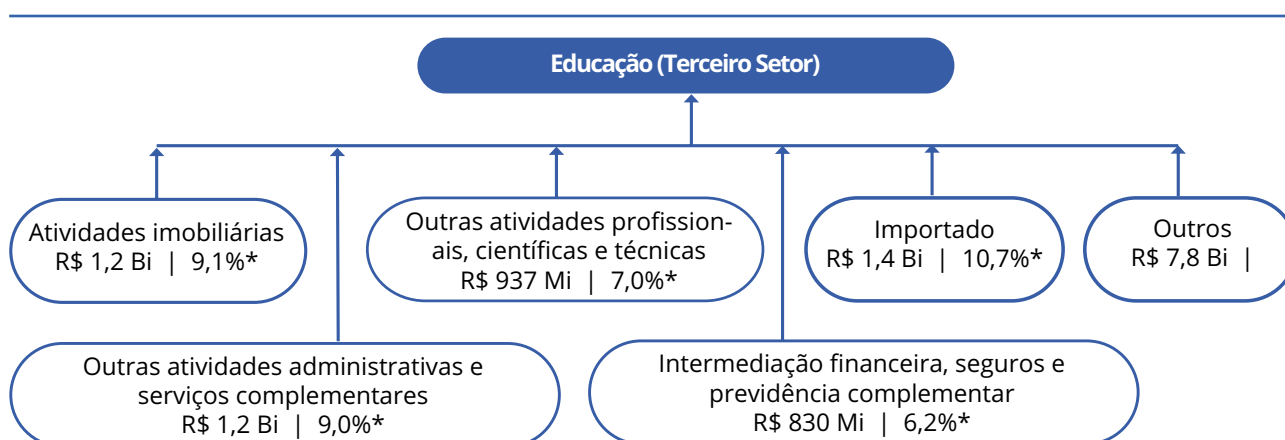 Educação (Terceiro Setor)
Atividades imobiliárias
R$ 1,2 Bi | 9,1%*
Outras atividades profission-
ais, científicas e técnicas
R$ 937 Mi | 7,0%*
Importado
R$ 1,4 Bi | 10,7%*
Outros
R$ 7,8 Bi |
Outras atividades administrativas e
serviços complementares
R$ 1,2 Bi | 9,0%*
Intermediação financeira, seguros e
previdência complementar
R$ 830 Mi | 6,2%*